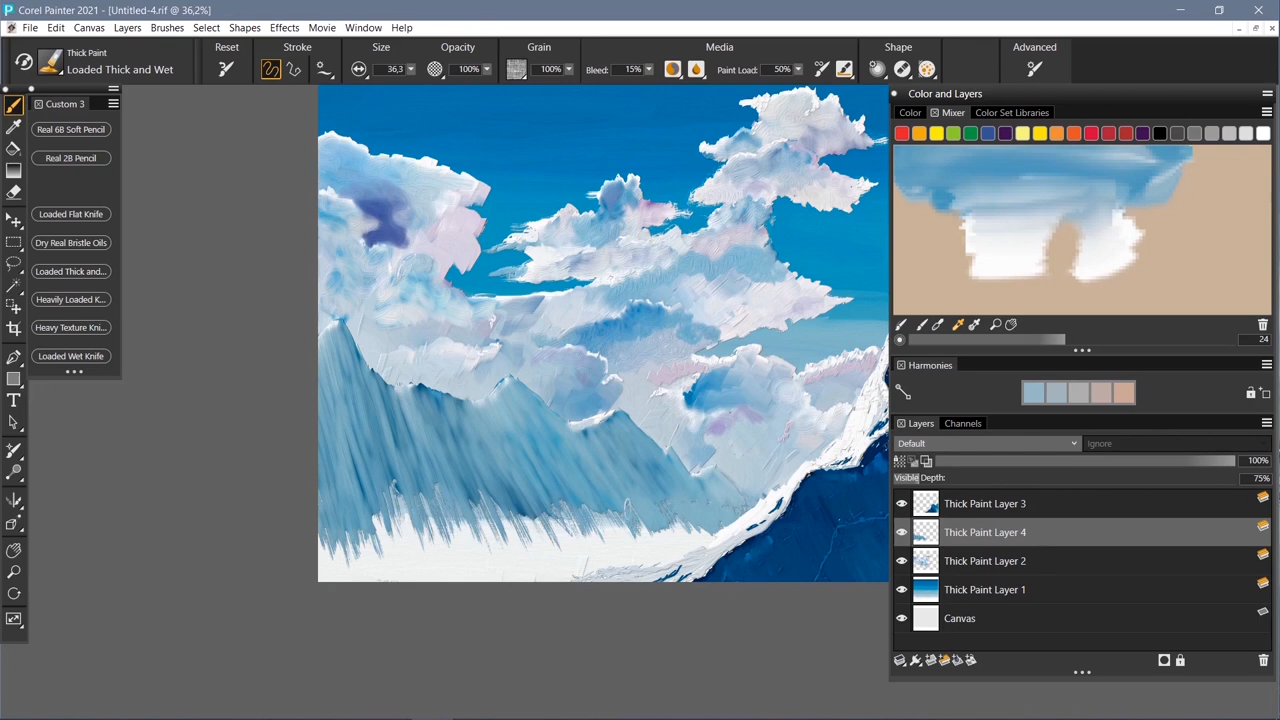 Corel Painter 2021 - [Untitled-4.rif @ 36,2%]
File Edit Canvas Layers Brushes Select Shapes Effects Movie Window Help
Thick Paint
Loaded Thick and Wet
Reset
Stroke
Size
36,3
Opacity
100%
Grain
100%
Media
Bleed: 15%
Paint Load: 50%
Shape
Advanced
Custom 3
Real 6B Soft Pencil
Real 2B Pencil
Loaded Flat Knife
Dry Real Bristle Oils
Loaded Thick and...
Heavily Loaded K...
Heavy Texture Kni...
Loaded Wet Knife
Color and Layers
Color Mixer Color Set Libraries
24
Harmonies
Layers Channels
Default Ignore
100%
Visible Depth: 75%
Thick Paint Layer 3
Thick Paint Layer 4
Thick Paint Layer 2
Thick Paint Layer 1
Canvas